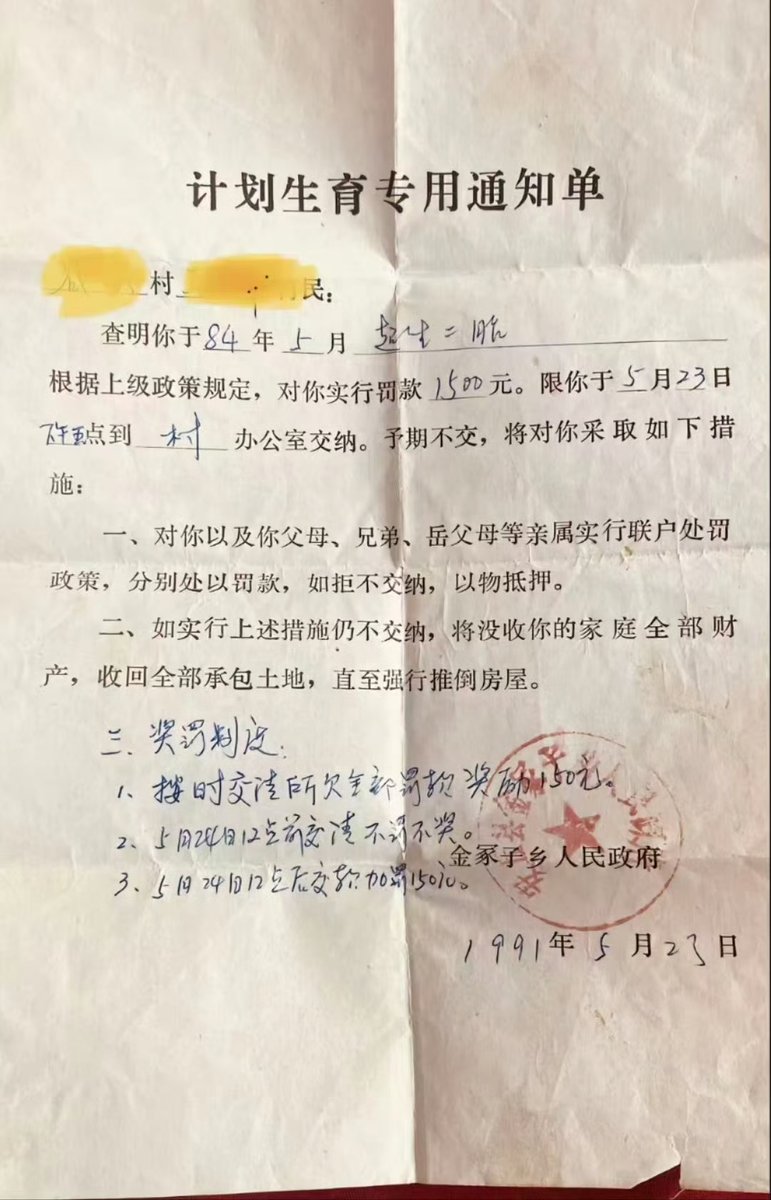 计划生育专用通知单
村
民：
查明你于84年5月超生二胎
根据上级政策规定，对你实行罚款1500元。限你于5月23日
下午五点到村办公室交纳。予期不交，将对你采取如下措
施：
一、对你以及你父母、兄弟、岳父母等亲属实行联户处罚
政策，分别处以罚款，如拒不交纳，以物抵押。
二、如实行上述措施仍不交纳，将没收你的家庭全部财
产，收回全部承包土地，直至强行推倒房屋。
三、奖罚制度：
1、按时交清所欠全部罚款奖励150元。
2、5月24日12点前交清不罚不奖。
金冢子乡人民政府
3、5月24日12点后交款加罚150元。
1991年5月23日